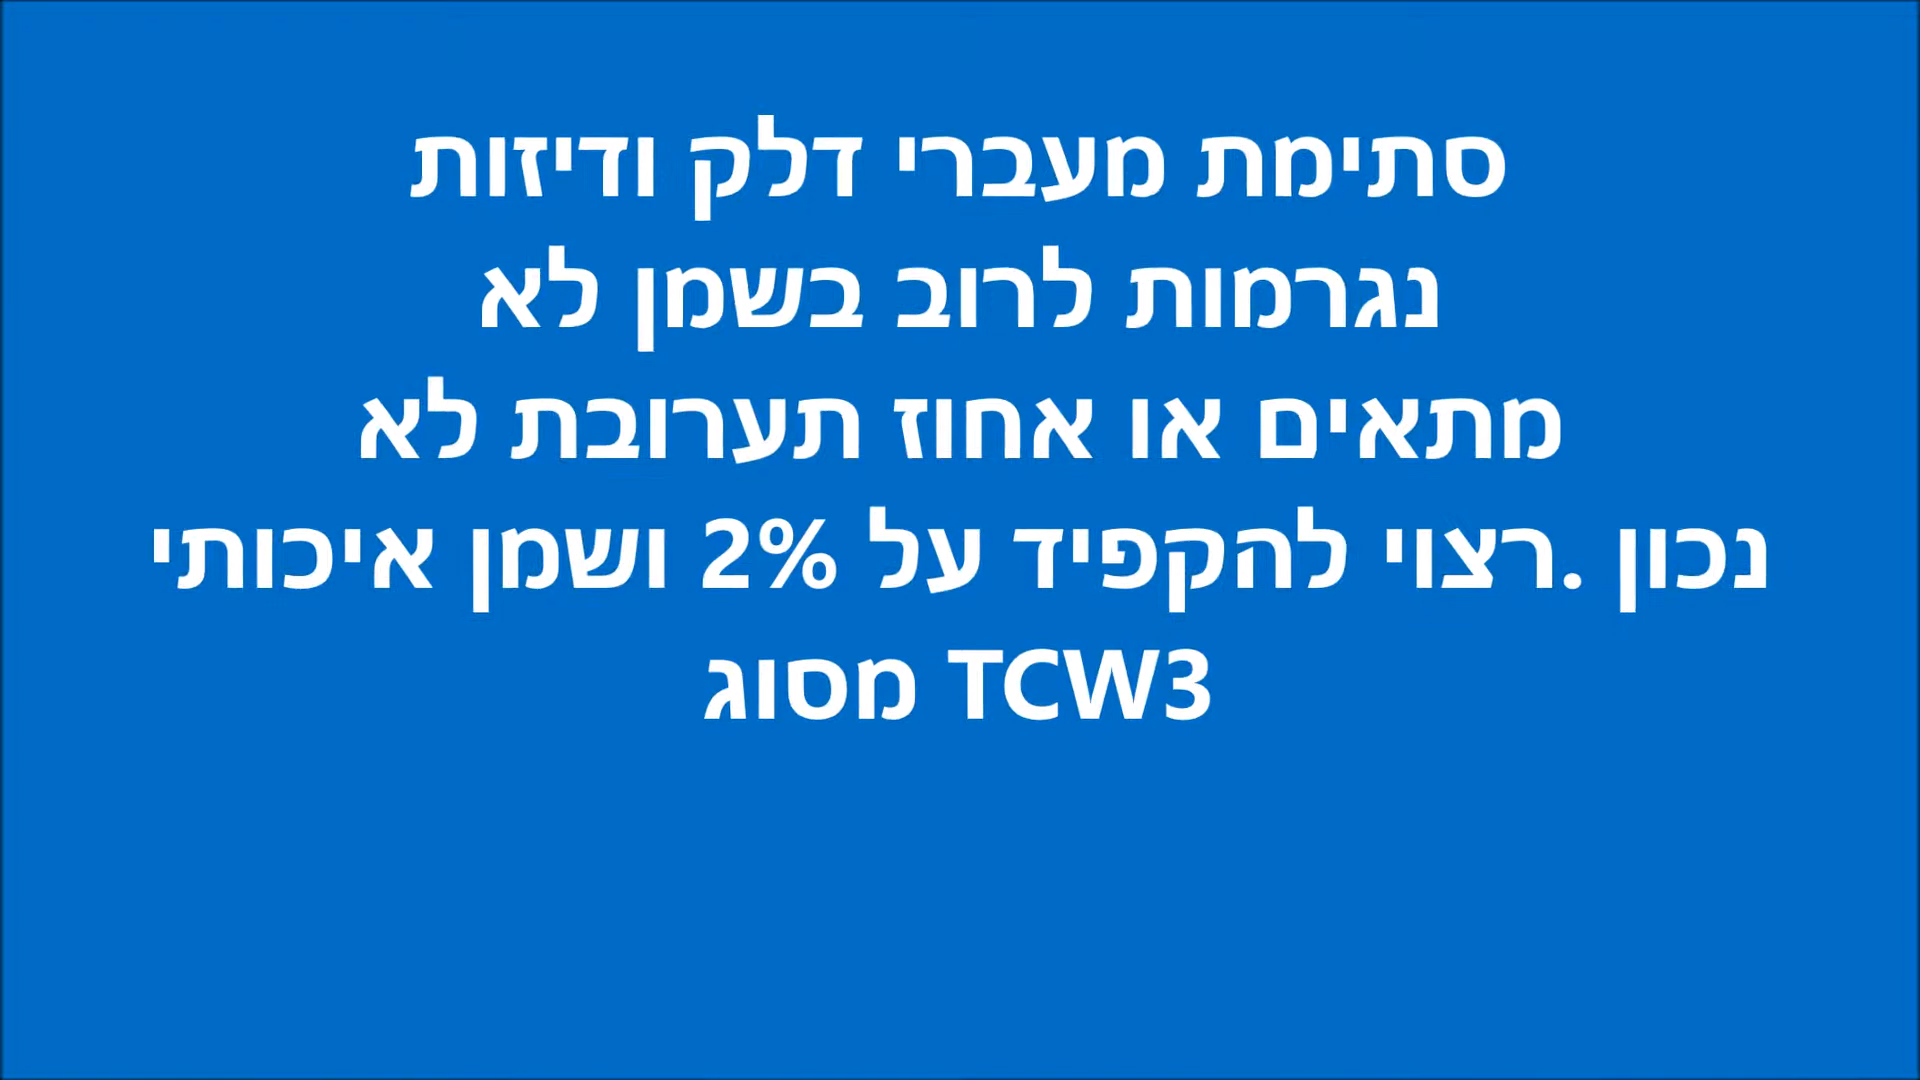 סתימת מעברי דלק ודיזות
נגרמות לרוב בשמן לא
מתאים או אחוז תערובת לא
נכון .רצוי להקפיד על 2% ושמן איכותי
TCW3 מסוג